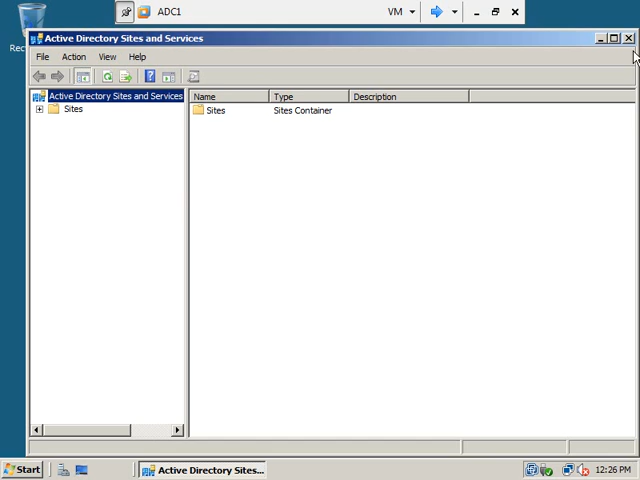 ADC1
VM
Rec
Active Directory Sites and Services
File Action View Help
Active Directory Sites and Services
Sites
Name Type Description
Sites Sites Container
Start
Active Directory Sites...
12:26 PM